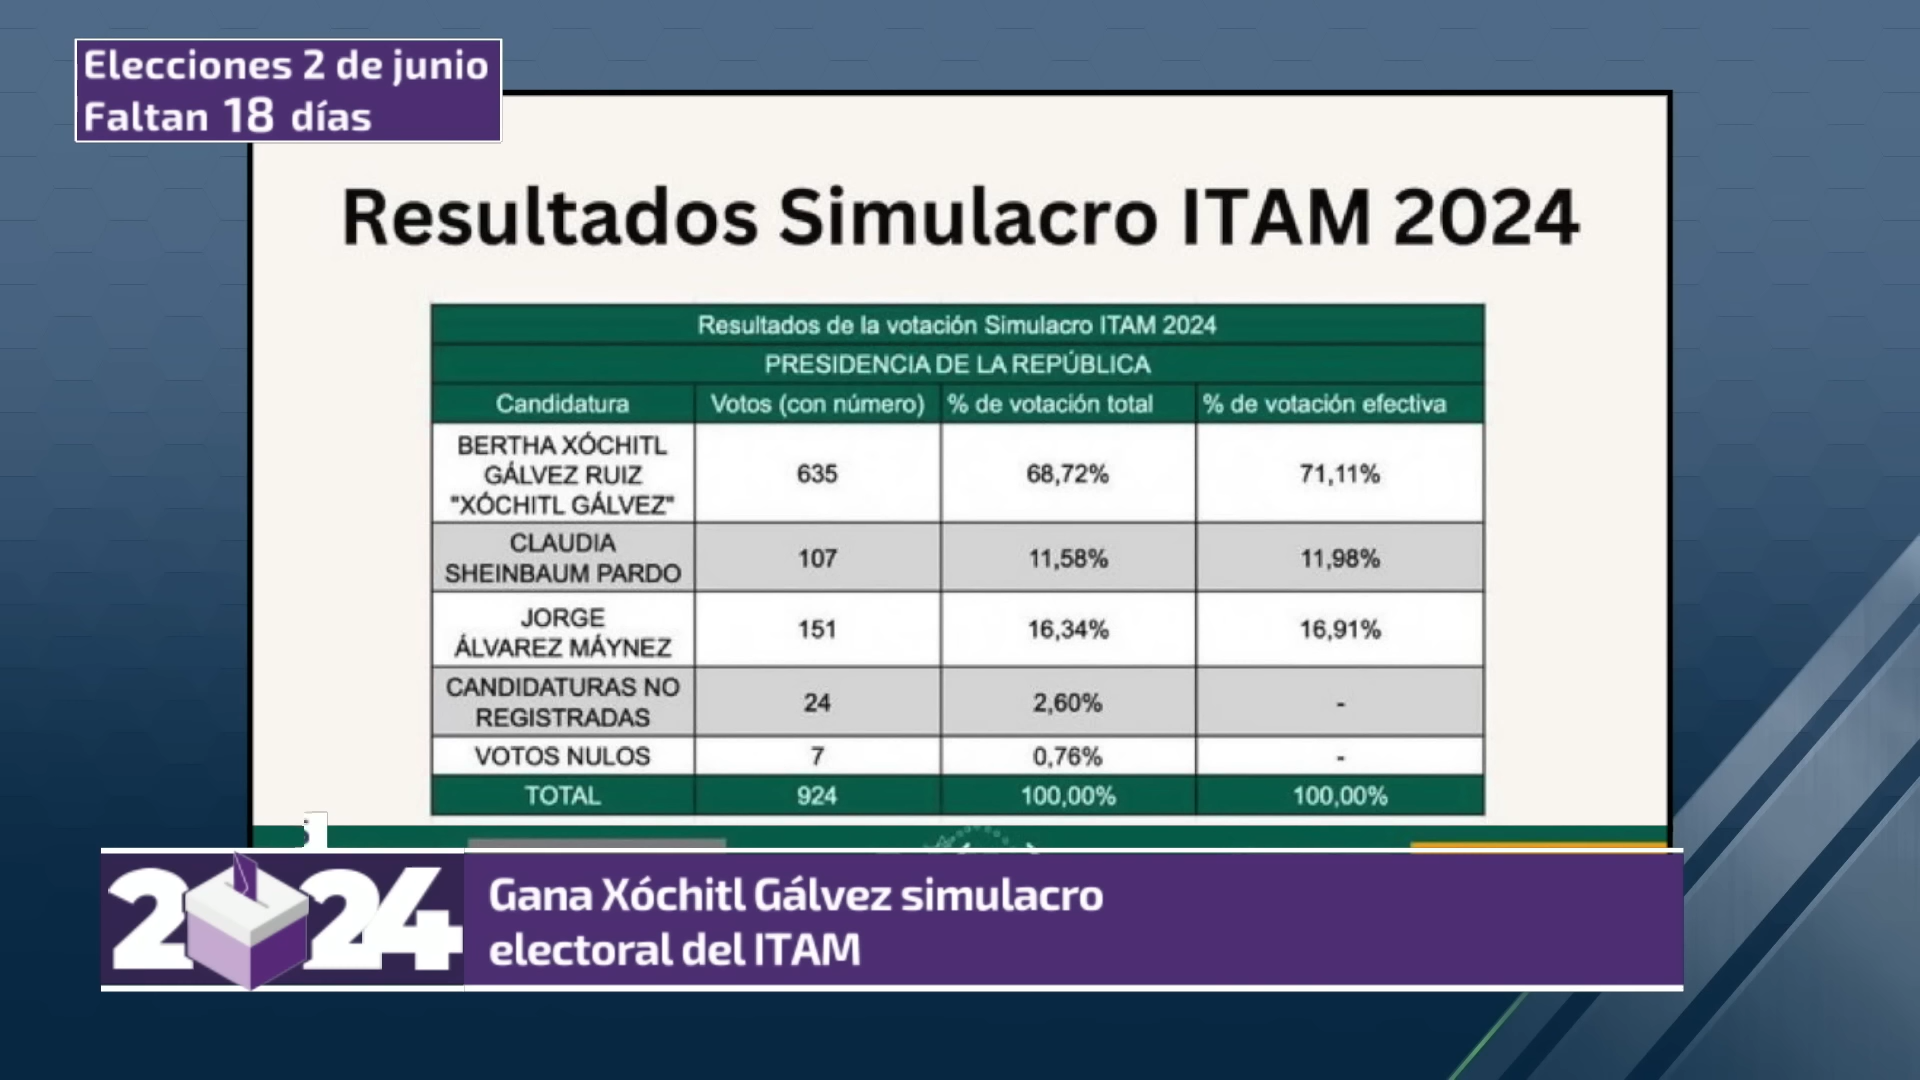 Elecciones 2 de junio
Faltan 18 días
Resultados Simulacro ITAM 2024
Resultados de la votación Simulacro ITAM 2024
PRESIDENCIA DE LA REPÚBLICA
Candidatura Votos (con número) % de votación total % de votación efectiva
BERTHA XÓCHITL
GÁLVEZ RUIZ 635 68,72% 71,11%
"XÓCHITL GÁLVEZ"
CLAUDIA
SHEINBAUM PARDO 107 11,58% 11,98%
JORGE
ÁLVAREZ MÁYNEZ 151 16,34% 16,91%
CANDIDATURAS NO
REGISTRADAS 24 2,60% -
VOTOS NULOS 7 0,76% -
TOTAL 924 100,00% 100,00%
2024
Gana Xóchitl Gálvez simulacro
electoral del ITAM